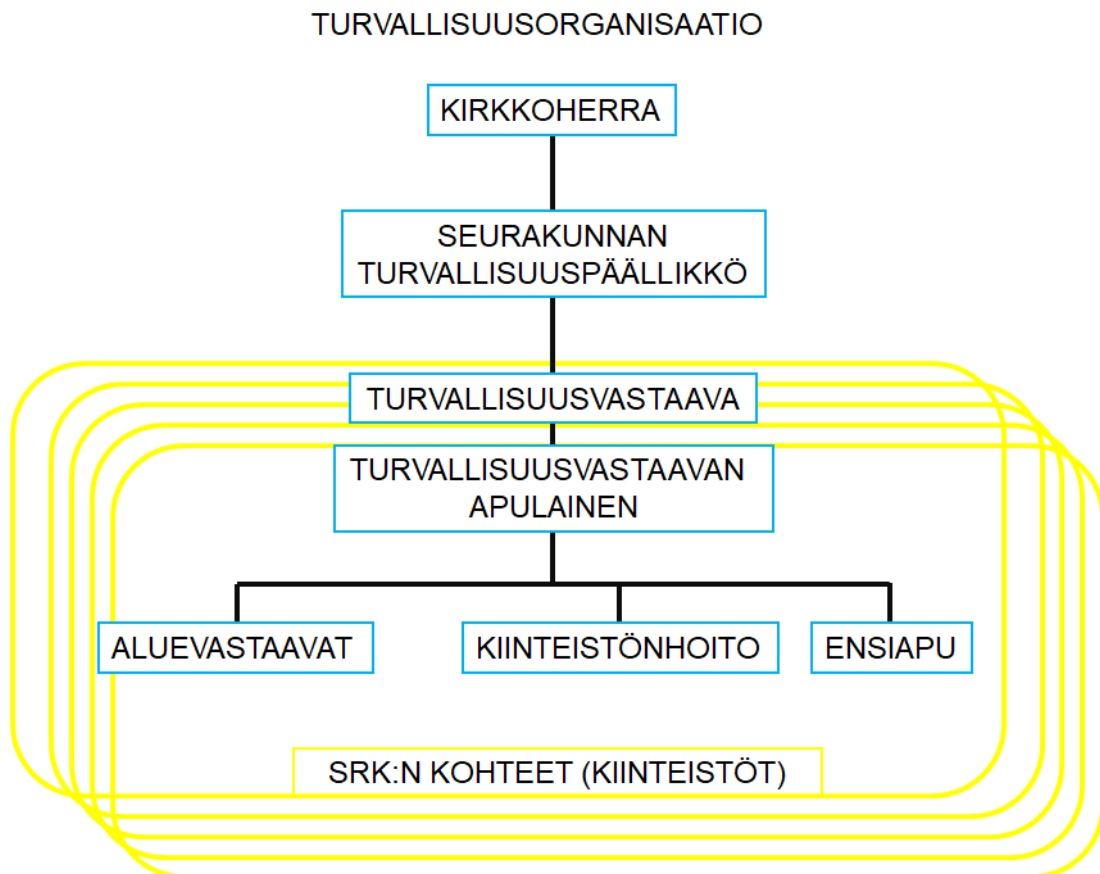 TURVALLISUUSORGANISAATIO
KIRKKOHERRA
SEURAKUNNAN
TURVALLISUUSPÄÄLLIKKÖ
TURVALLISUUSVASTAAVA
TURVALLISUUSVASTAAVAN
APULAINEN
ALUEVASTAAVAT
KIINTEISTÖNHOITO
ENSIAPU
SRK:N KOHTEET (KIINTEISTÖT)